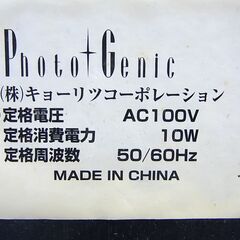 Photo Genic
(株)キョーリツコーポレーション
定格電圧 AC100V
定格消費電力 10W
定格周波数 50/60Hz
MADE IN CHINA